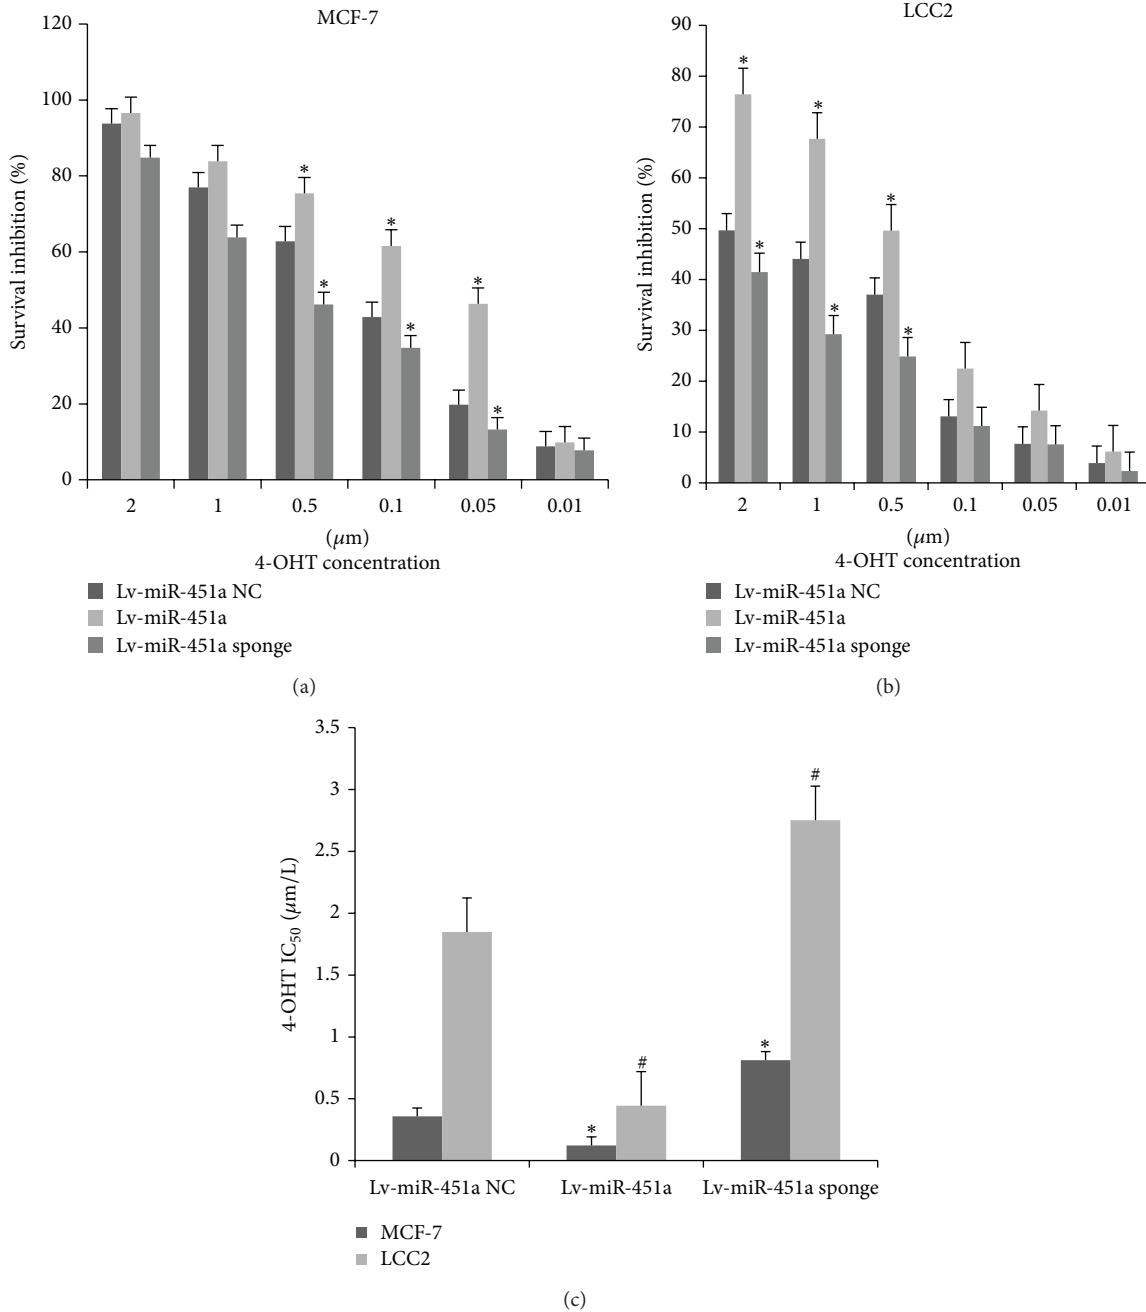 MCF-7
120
100
80
60
40
20
0
Survival inhibition (%)
* * * * * *
2 1 0.5 0.1 0.05 0.01
(μm)
4-OHT concentration
Lv-miR-451a NC
Lv-miR-451a
Lv-miR-451a sponge
(a)
LCC2
90
80
70
60
50
40
30
20
10
0
Survival inhibition (%)
* * * * * *
2 1 0.5 0.1 0.05 0.01
(μm)
4-OHT concentration
Lv-miR-451a NC
Lv-miR-451a
Lv-miR-451a sponge
(b)
3.5
3
2.5
2
1.5
1
0.5
0
4-OHT IC50 (μm/L)
* # * #
Lv-miR-451a NC Lv-miR-451a Lv-miR-451a sponge
MCF-7
LCC2
(c)